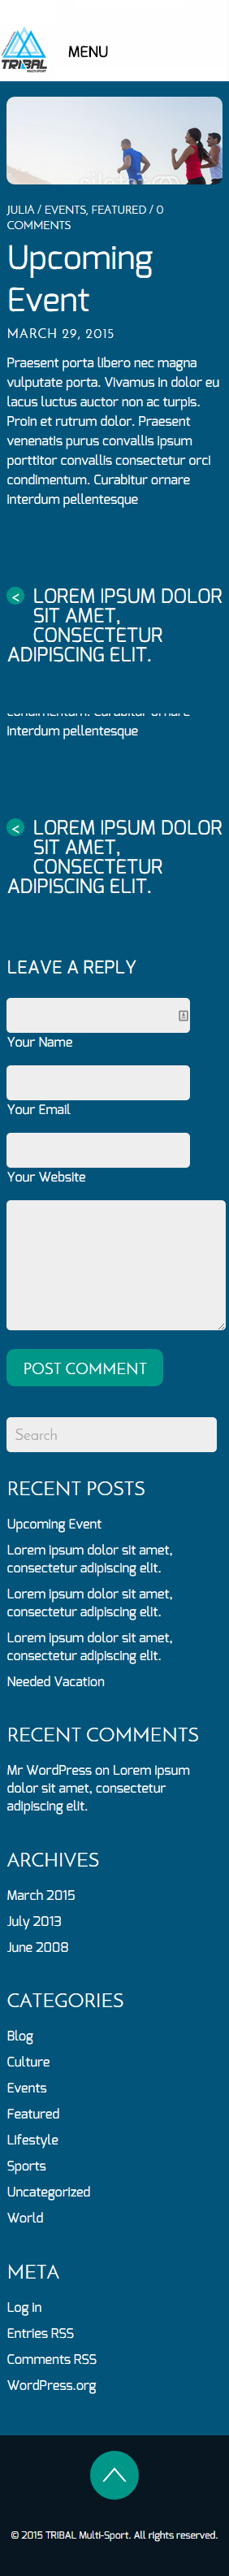 TRIBAL
MULTI-SPORT
MENU
JULIA / EVENTS, FEATURED / 0
COMMENTS
Upcoming
Event
MARCH 29, 2015
Praesent porta libero nec magna
vulputate porta. Vivamus in dolor eu
lacus luctus auctor non ac turpis.
Proin et rutrum dolor. Praesent
venenatis purus convallis ipsum
porttitor convallis consectetur orci
condimentum. Curabitur ornare
interdum pellentesque
< LOREM IPSUM DOLOR
SIT AMET,
CONSECTETUR
ADIPISCING ELIT.
condimentum. Curabitur ornare
interdum pellentesque
< LOREM IPSUM DOLOR
SIT AMET,
CONSECTETUR
ADIPISCING ELIT.
LEAVE A REPLY
Your Name
Your Email
Your Website
POST COMMENT
Search
RECENT POSTS
Upcoming Event
Lorem ipsum dolor sit amet,
consectetur adipiscing elit.
Lorem ipsum dolor sit amet,
consectetur adipiscing elit.
Lorem ipsum dolor sit amet,
consectetur adipiscing elit.
Needed Vacation
RECENT COMMENTS
Mr WordPress on Lorem ipsum
dolor sit amet, consectetur
adipiscing elit.
ARCHIVES
March 2015
July 2013
June 2008
CATEGORIES
Blog
Culture
Events
Featured
Lifestyle
Sports
Uncategorized
World
META
Log in
Entries RSS
Comments RSS
WordPress.org
© 2015 TRIBAL Multi-Sport. All rights reserved.